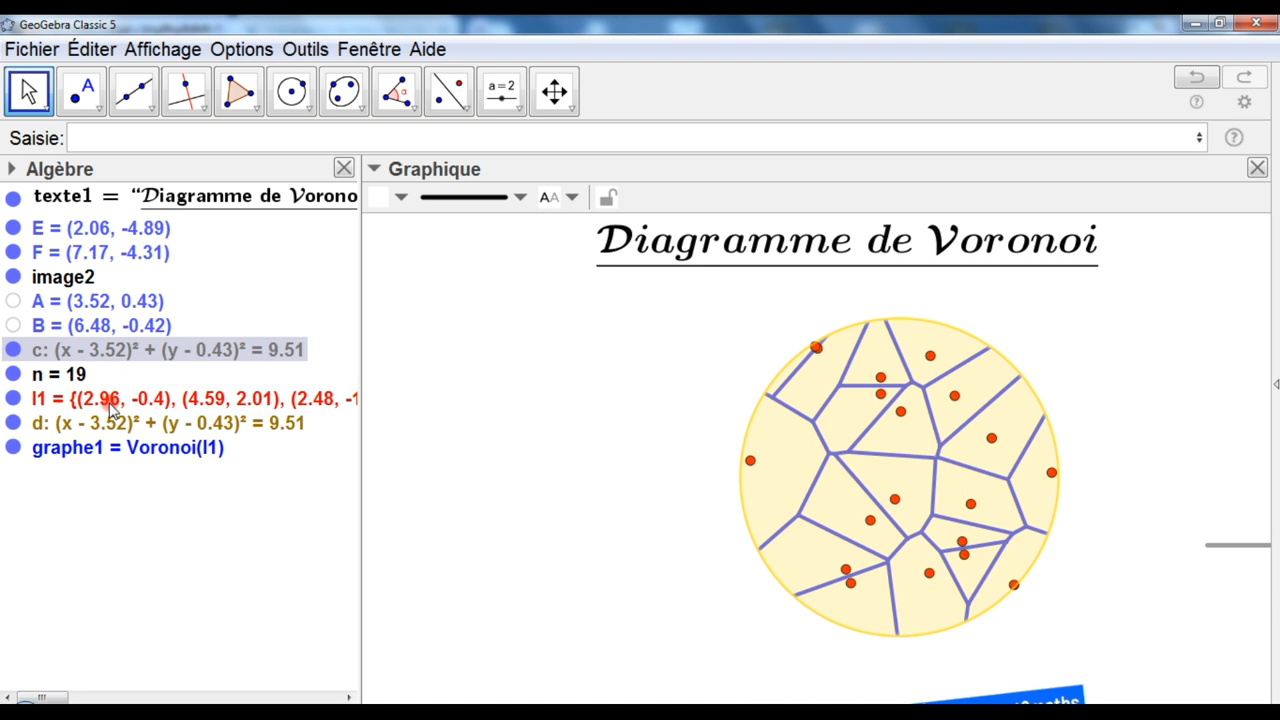 GeoGebra Classic 5
Fichier Éditer Affichage Options Outils Fenêtre Aide
A
α
a = 2
Saisie:
Algèbre
Graphique
AA
texte1 = “Diagramme de Vorono
E = (2.06, -4.89)
F = (7.17, -4.31)
image2
A = (3.52, 0.43)
B = (6.48, -0.42)
c: (x - 3.52)² + (y - 0.43)² = 9.51
n = 19
l1 = {(2.96, -0.4), (4.59, 2.01), (2.48, -1
d: (x - 3.52)² + (y - 0.43)² = 9.51
graphe1 = Voronoi(l1)
Diagramme de Voronoi